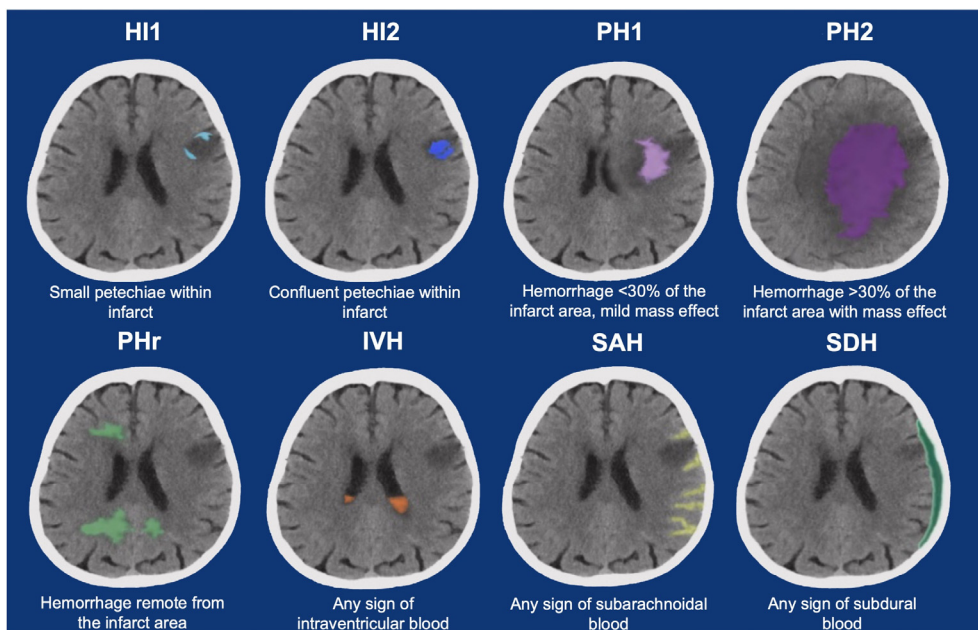 HI1
HI2
PH1
PH2
Small petechiae within
infarct
Confluent petechiae within
infarct
Hemorrhage <30% of the
infarct area, mild mass effect
Hemorrhage >30% of the
infarct area with mass effect
PHr
IVH
SAH
SDH
Hemorrhage remote from
the infarct area
Any sign of
intraventricular blood
Any sign of subarachnoidal
blood
Any sign of subdural
blood